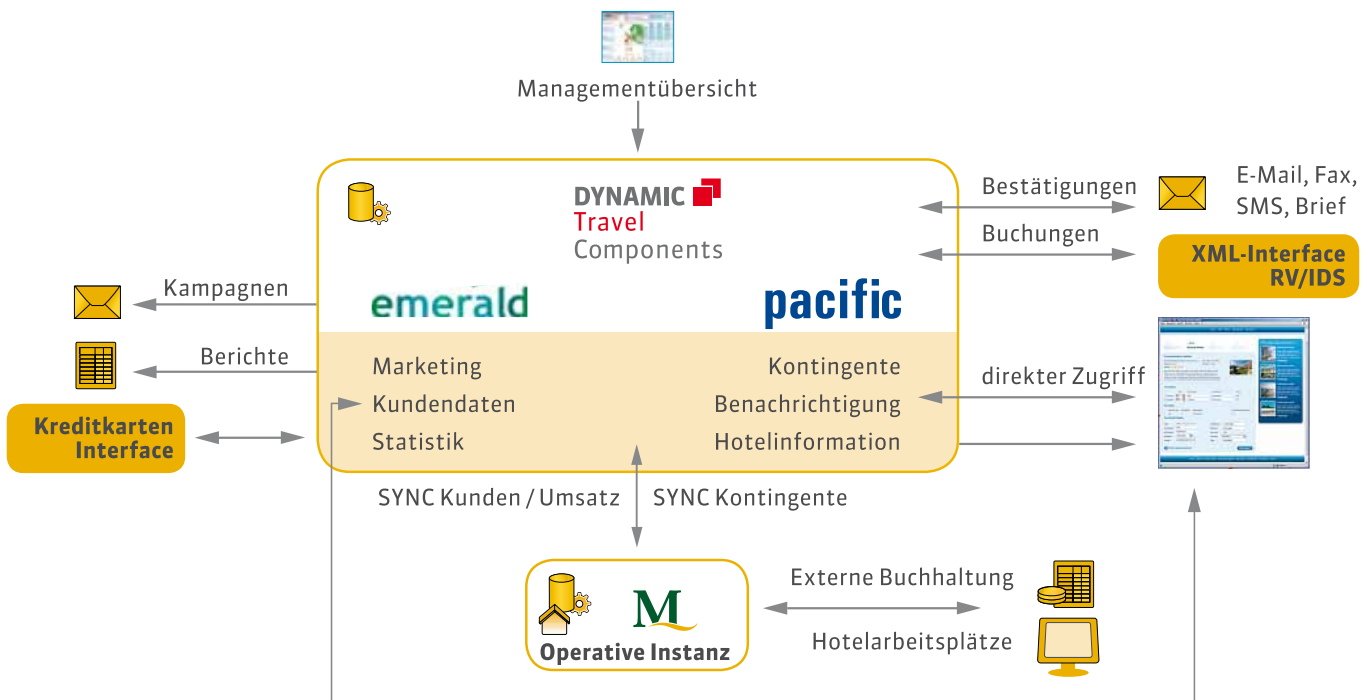 Managementübersicht
DYNAMIC
Travel
Components
emerald
pacific
Marketing
Kundendaten
Statistik
Kontingente
Benachrichtigung
Hotelinformation
Kampagnen
Berichte
Kreditkarten
Interface
Bestätigungen
Buchungen
E-Mail, Fax,
SMS, Brief
XML-Interface
RV/IDS
direkter Zugriff
SYNC Kunden / Umsatz
SYNC Kontingente
M
Operative Instanz
Externe Buchhaltung
Hotelarbeitsplätze